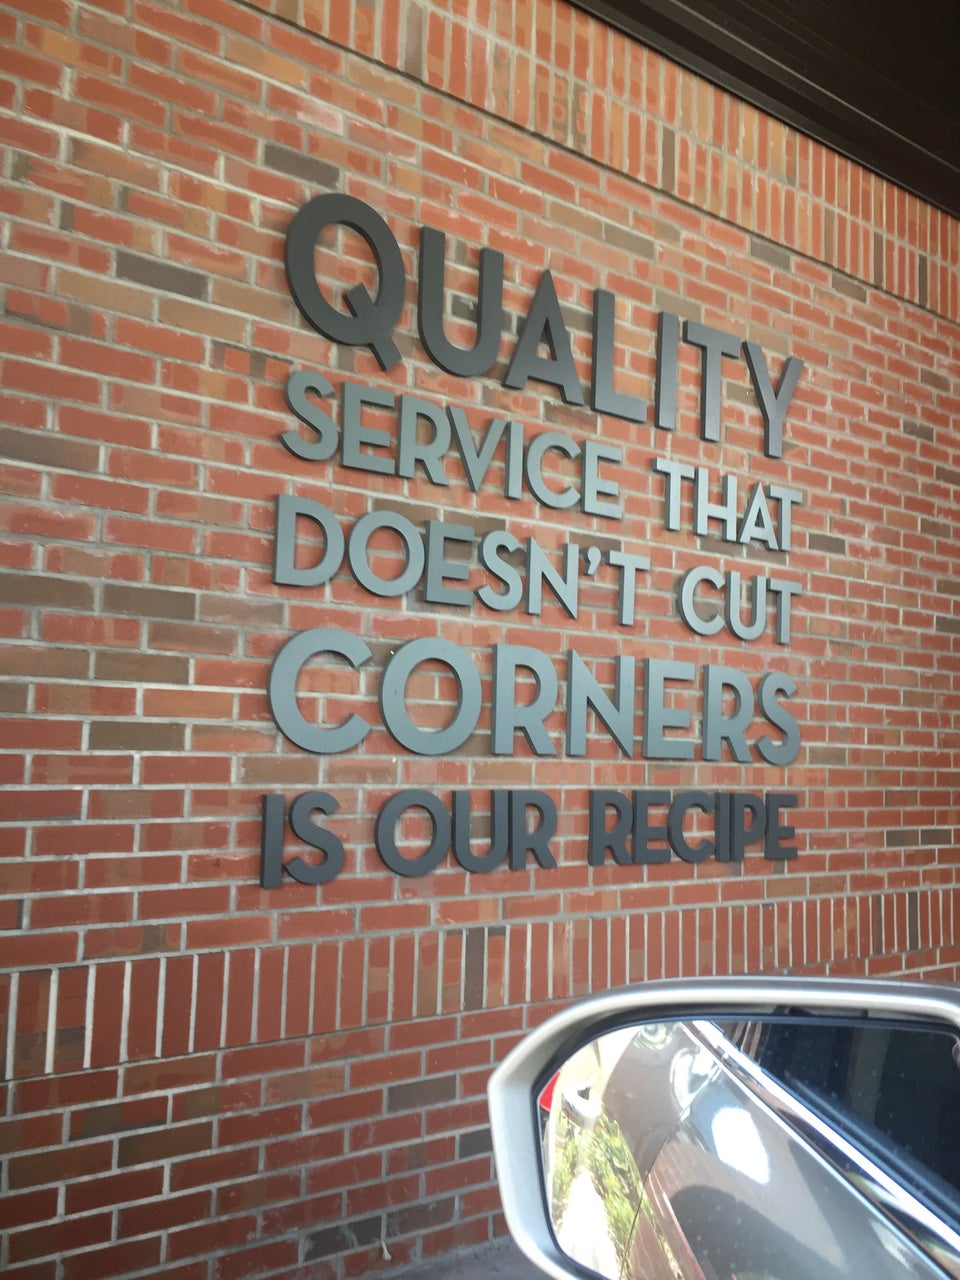 QUALITY
SERVICE THAT
DOESN'T CUT
CORNERS
IS OUR RECIPE